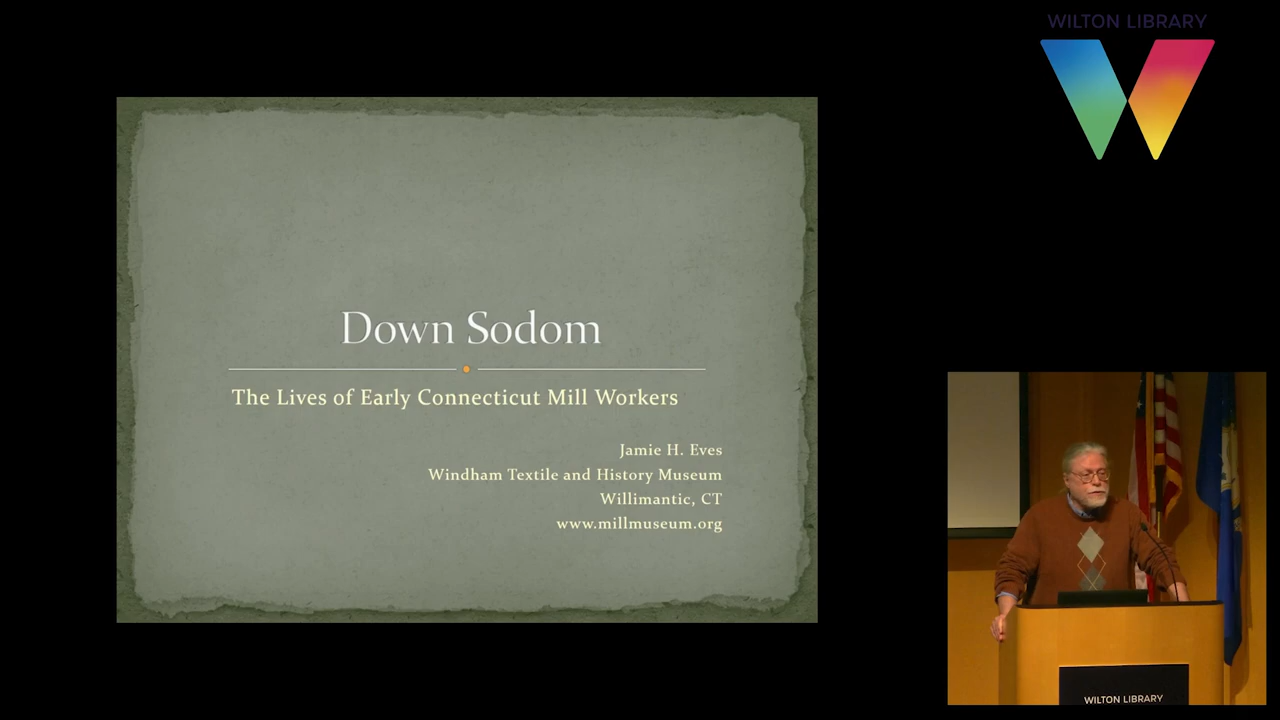 WILTON LIBRARY
Down Sodom
The Lives of Early Connecticut Mill Workers
Jamie H. Eves
Windham Textile and History Museum
Willimantic, CT
www.millmuseum.org
WILTON LIBRARY